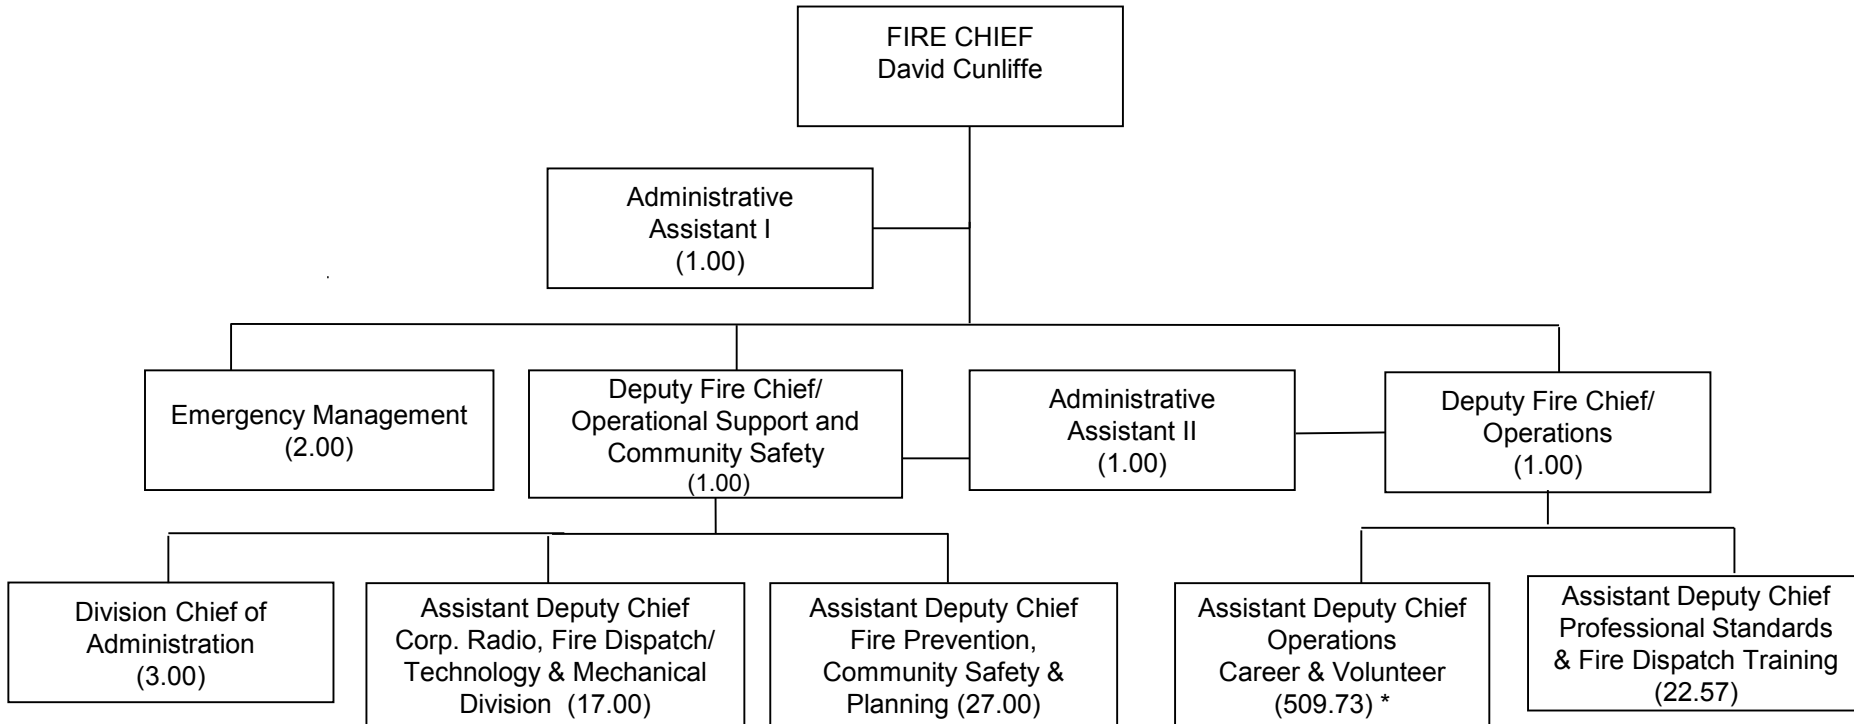 FIRE CHIEF
David Cunliffe
Administrative
Assistant I
(1.00)
Emergency Management
(2.00)
Deputy Fire Chief/
Operational Support and
Community Safety
(1.00)
Administrative
Assistant II
(1.00)
Deputy Fire Chief/
Operations
(1.00)
Division Chief of
Administration
(3.00)
Assistant Deputy Chief
Corp. Radio, Fire Dispatch/
Technology & Mechanical
Division (17.00)
Assistant Deputy Chief
Fire Prevention,
Community Safety &
Planning (27.00)
Assistant Deputy Chief
Operations
Career & Volunteer
(509.73) *
Assistant Deputy Chief
Professional Standards
& Fire Dispatch Training
(22.57)